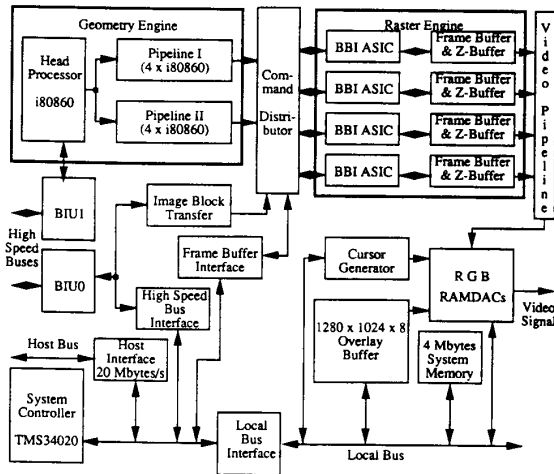 Geometry Engine
Head
Processor
i80860
Pipeline I
(4 x i80860)
Pipeline II
(4 x i80860)
Com-
mand
Distrib-
utor
Raster Engine
BBI ASIC
Frame Buffer
& Z-Buffer
BBI ASIC
Frame Buffer
& Z-Buffer
BBI ASIC
Frame Buffer
& Z-Buffer
BBI ASIC
Frame Buffer
& Z-Buffer
Video Pipeline
BIU1
High
Speed
Buses
BIU0
Image Block
Transfer
Frame Buffer
Interface
High Speed
Bus
Interface
Cursor
Generator
R G B
RAMDACs
Video
Signal
1280 x 1024 x 8
Overlay
Buffer
4 Mbytes
System
Memory
Host Bus
Host
Interface
20 Mbytes/s
System
Controller
TMS34020
Local
Bus
Interface
Local Bus